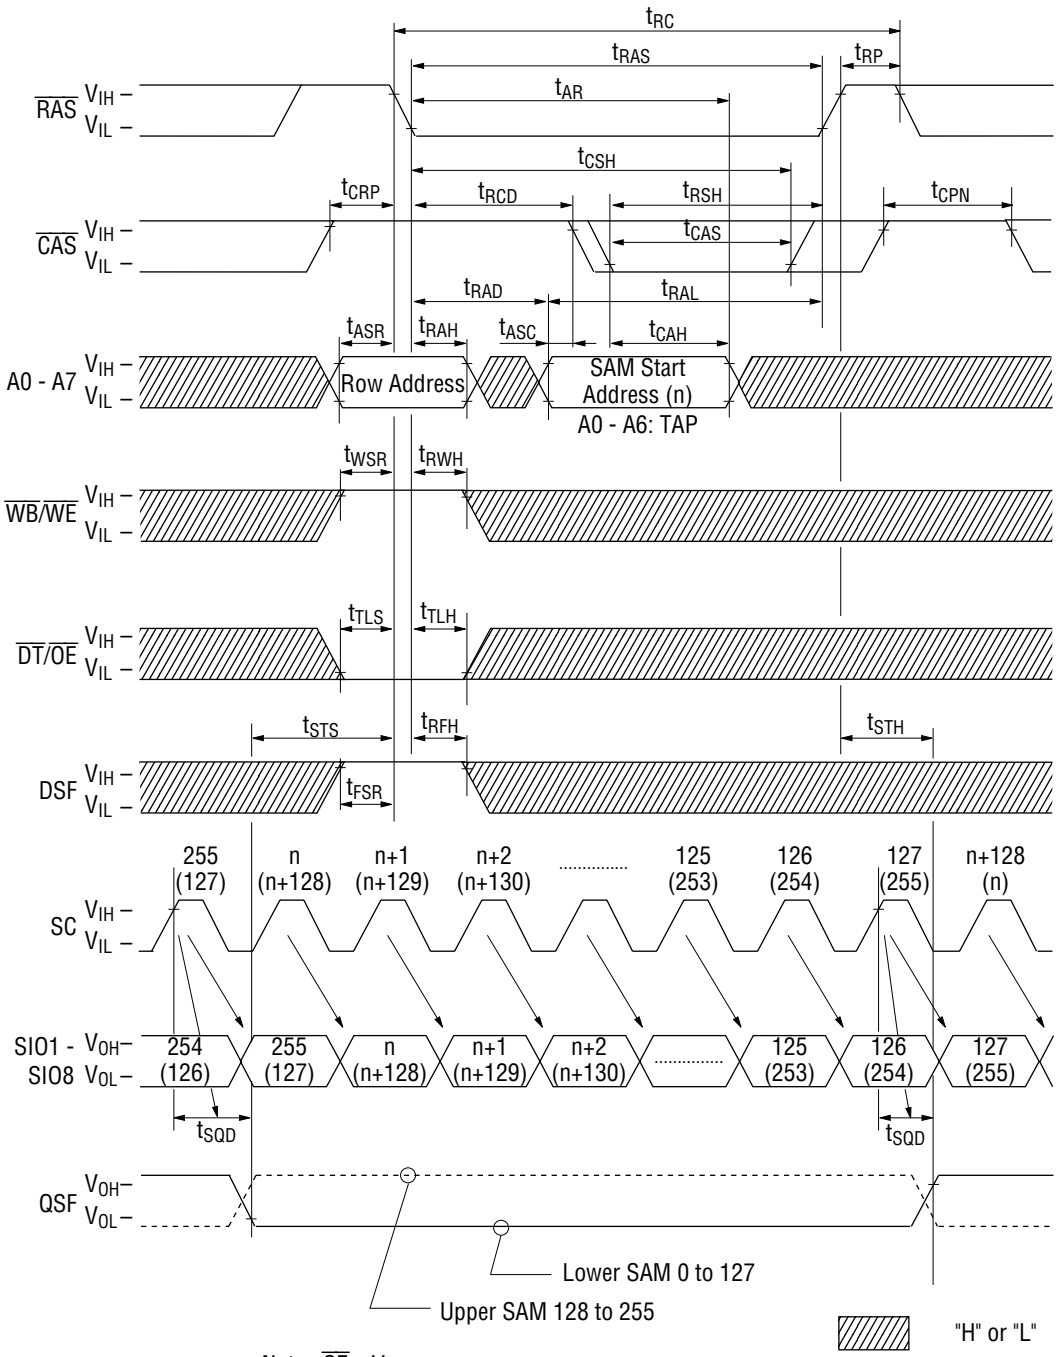 tRC
tRAS tRP
tAR
RAS VIH –
VIL –
tCSH
tCRP tRCD tRSH tCPN
CAS VIH –
VIL –
tCAS
tRAD tRAL
tASR tRAH tASC tCAH
A0 - A7 VIH –
VIL –
Row Address
SAM Start
Address (n)
A0 - A6: TAP
tWSR tRWH
WB/WE VIH –
VIL –
tTLS tTLH
DT/OE VIH –
VIL –
tSTS tRFH tSTH
DSF VIH –
VIL –
tFSR
255 n n+1 n+2 .............. 125 126 127 n+128
(127) (n+128) (n+129) (n+130) (253) (254) (255) (n)
SC VIH –
VIL –
SIO1 - VOH–
SIO8 VOL–
254 255 n n+1 n+2 .............. 125 126 127
(126) (127) (n+128) (n+129) (n+130) (253) (254) (255)
tSQD tSQD
QSF VOH–
VOL–
Lower SAM 0 to 127
Upper SAM 128 to 255
"H" or "L"